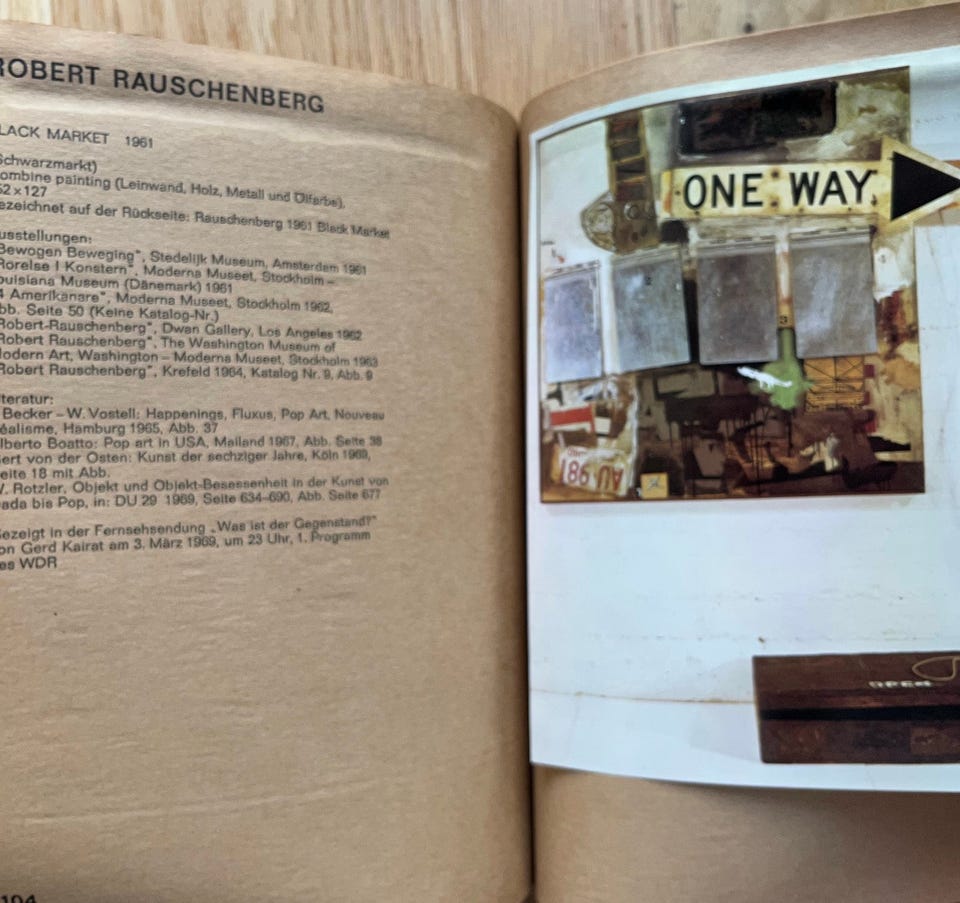 ROBERT RAUSCHENBERG
LACK MARKET 1961
Schwarzmarkt)
ombine painting (Leinwand, Holz, Metall und Ölfarbe),
52 x 127
ezeichnet auf der Rückseite: Rauschenberg 1961 Black Market
usstellungen:
Bewogen Beweging", Stedelijk Museum, Amsterdam 1961
Rorelse I Konstern", Moderna Museet, Stockholm –
ouisiana Museum (Dänemark) 1961
4 Amerikanare", Moderna Museet, Stockholm 1962,
bb. Seite 50 (Keine Katalog-Nr.)
Robert-Rauschenberg", Dwan Gallery, Los Angeles 1962
Robert Rauschenberg", The Washington Museum of
odern Art, Washington – Moderna Museet, Stockholm 1963
Robert Rauschenberg", Krefeld 1964, Katalog Nr. 9, Abb. 9
iteratur:
Becker – W. Vostell: Happenings, Fluxus, Pop Art, Nouveau
éalisme, Hamburg 1965, Abb. 37
lberto Boatto: Pop art in USA, Mailand 1967, Abb. Seite 38
ert von der Osten: Kunst der sechziger Jahre, Köln 1969,
eite 18 mit Abb.
W. Rotzler, Objekt und Objekt-Besessenheit in der Kunst von
ada bis Pop, in: DU 29 1969, Seite 634–690, Abb. Seite 677
ezeigt in der Fernsehsendung „Was ist der Gegenstand?"
on Gerd Kairat am 3. März 1969, um 23 Uhr, 1. Programm
es WDR
104
ONE WAY
1
2
3
4
OPEN